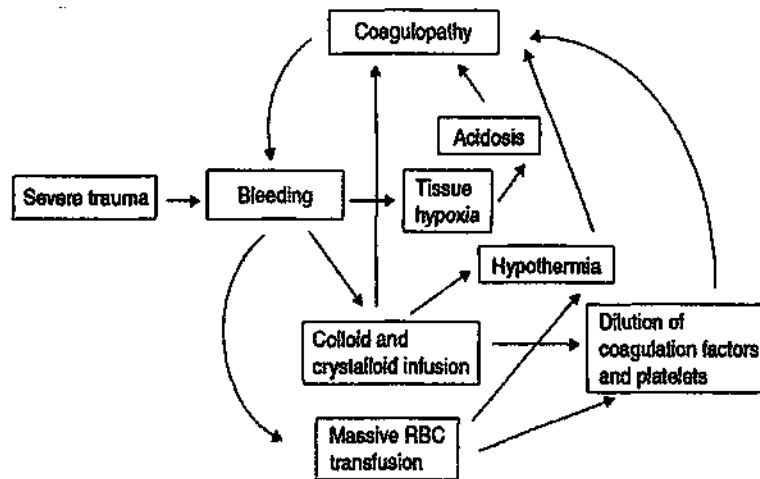 Coagulopathy
Acidosis
Severe trauma
Bleeding
Tissue
hypoxia
Hypothermia
Colloid and
crystalloid infusion
Dilution of
coagulation factors
and platelets
Massive RBC
transfusion